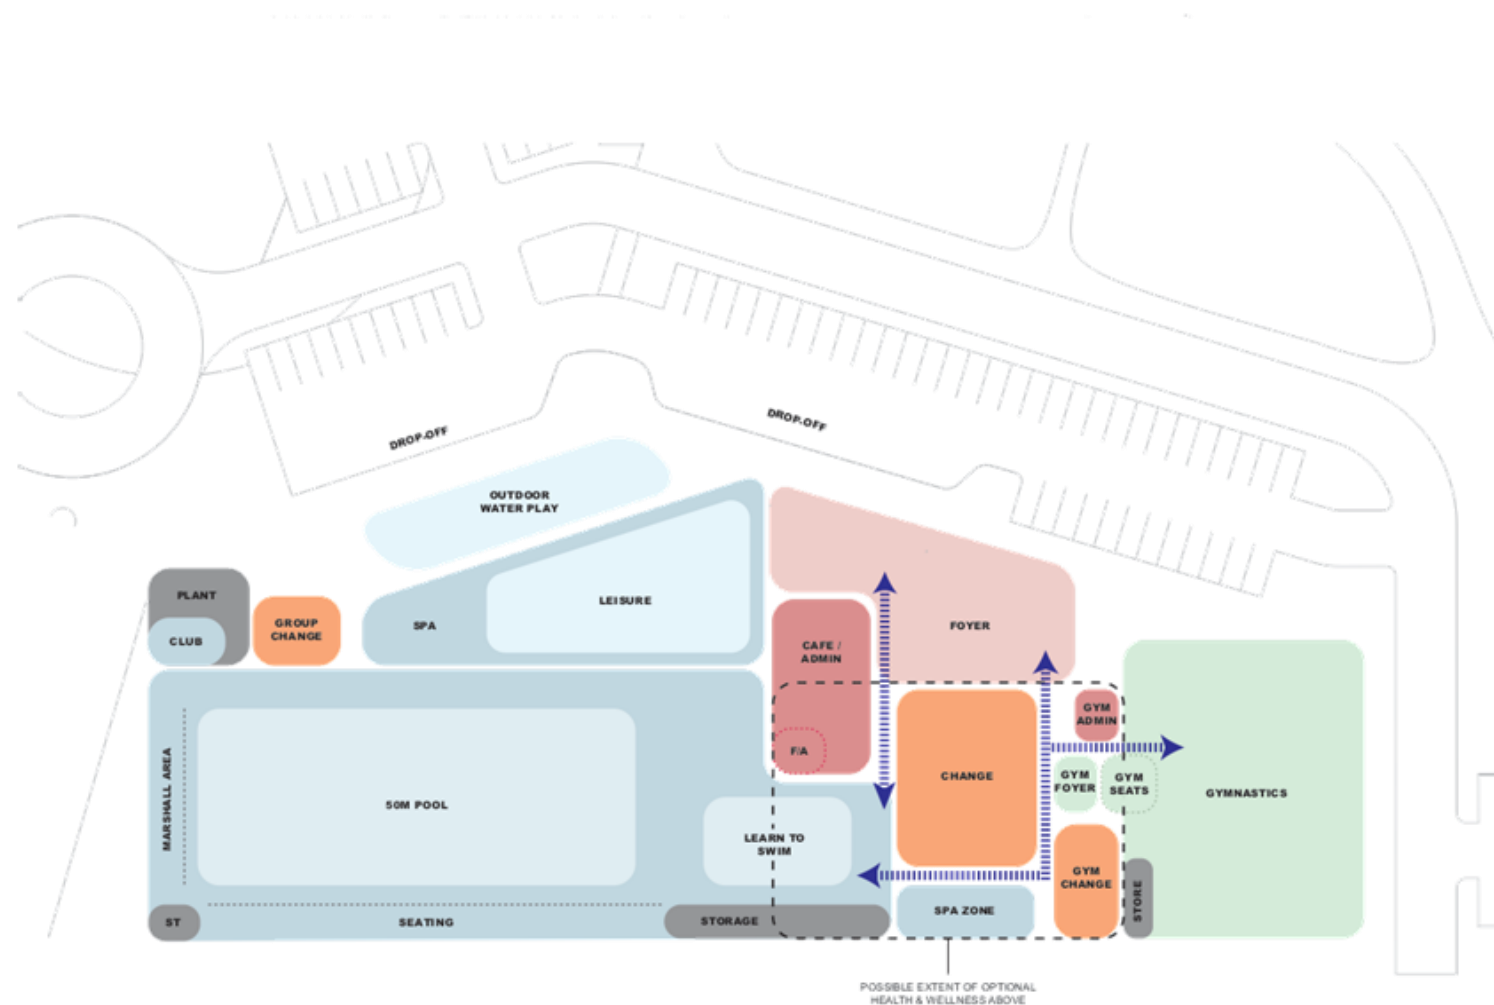 DROP-OFF
DROP-OFF
OUTDOOR
WATER PLAY
PLANT
CLUB
GROUP
CHANGE
SPA
LEISURE
CAFE /
ADMIN
FOYER
F/A
GYM
ADMIN
CHANGE
GYM
FOYER
GYM
SEATS
GYMNASTICS
MARSHALL AREA
50M POOL
LEARN TO
SWIM
GYM
CHANGE
STORE
ST
SEATING
STORAGE
SPA ZONE
POSSIBLE EXTENT OF OPTIONAL
HEALTH & WELLNESS ABOVE